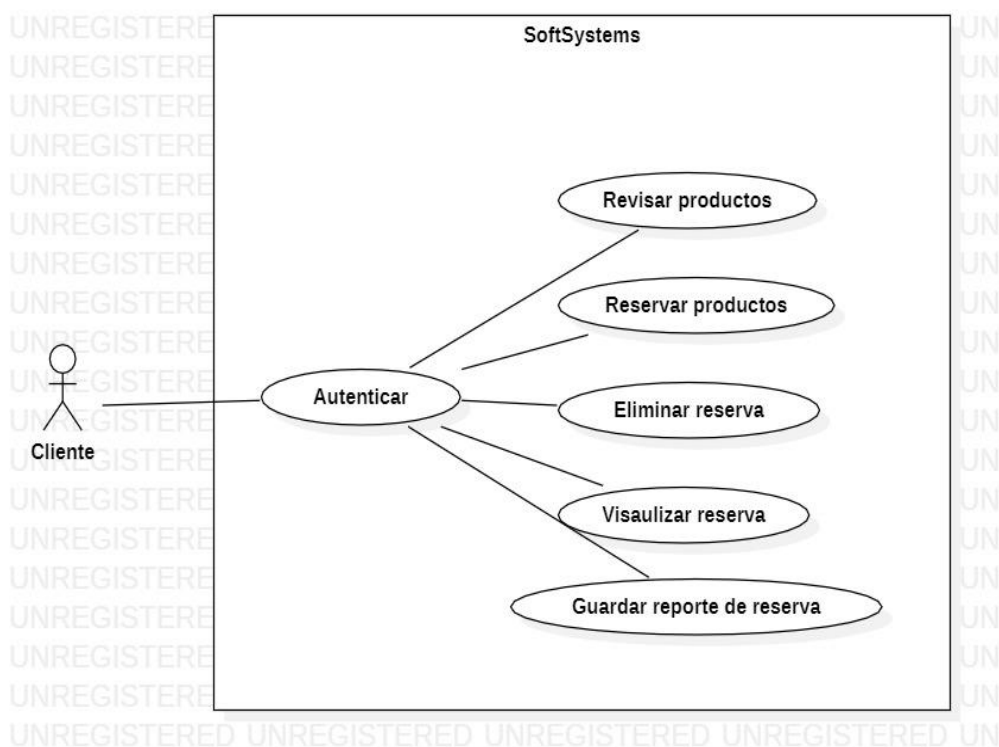 SoftSystems
Revisar productos
Reservar productos
Eliminar reserva
Autenticar
Cliente
Visaulizar reserva
Guardar reporte de reserva
UNREGISTERED UNREGISTERED UNREGISTERED UNREGISTERED UN